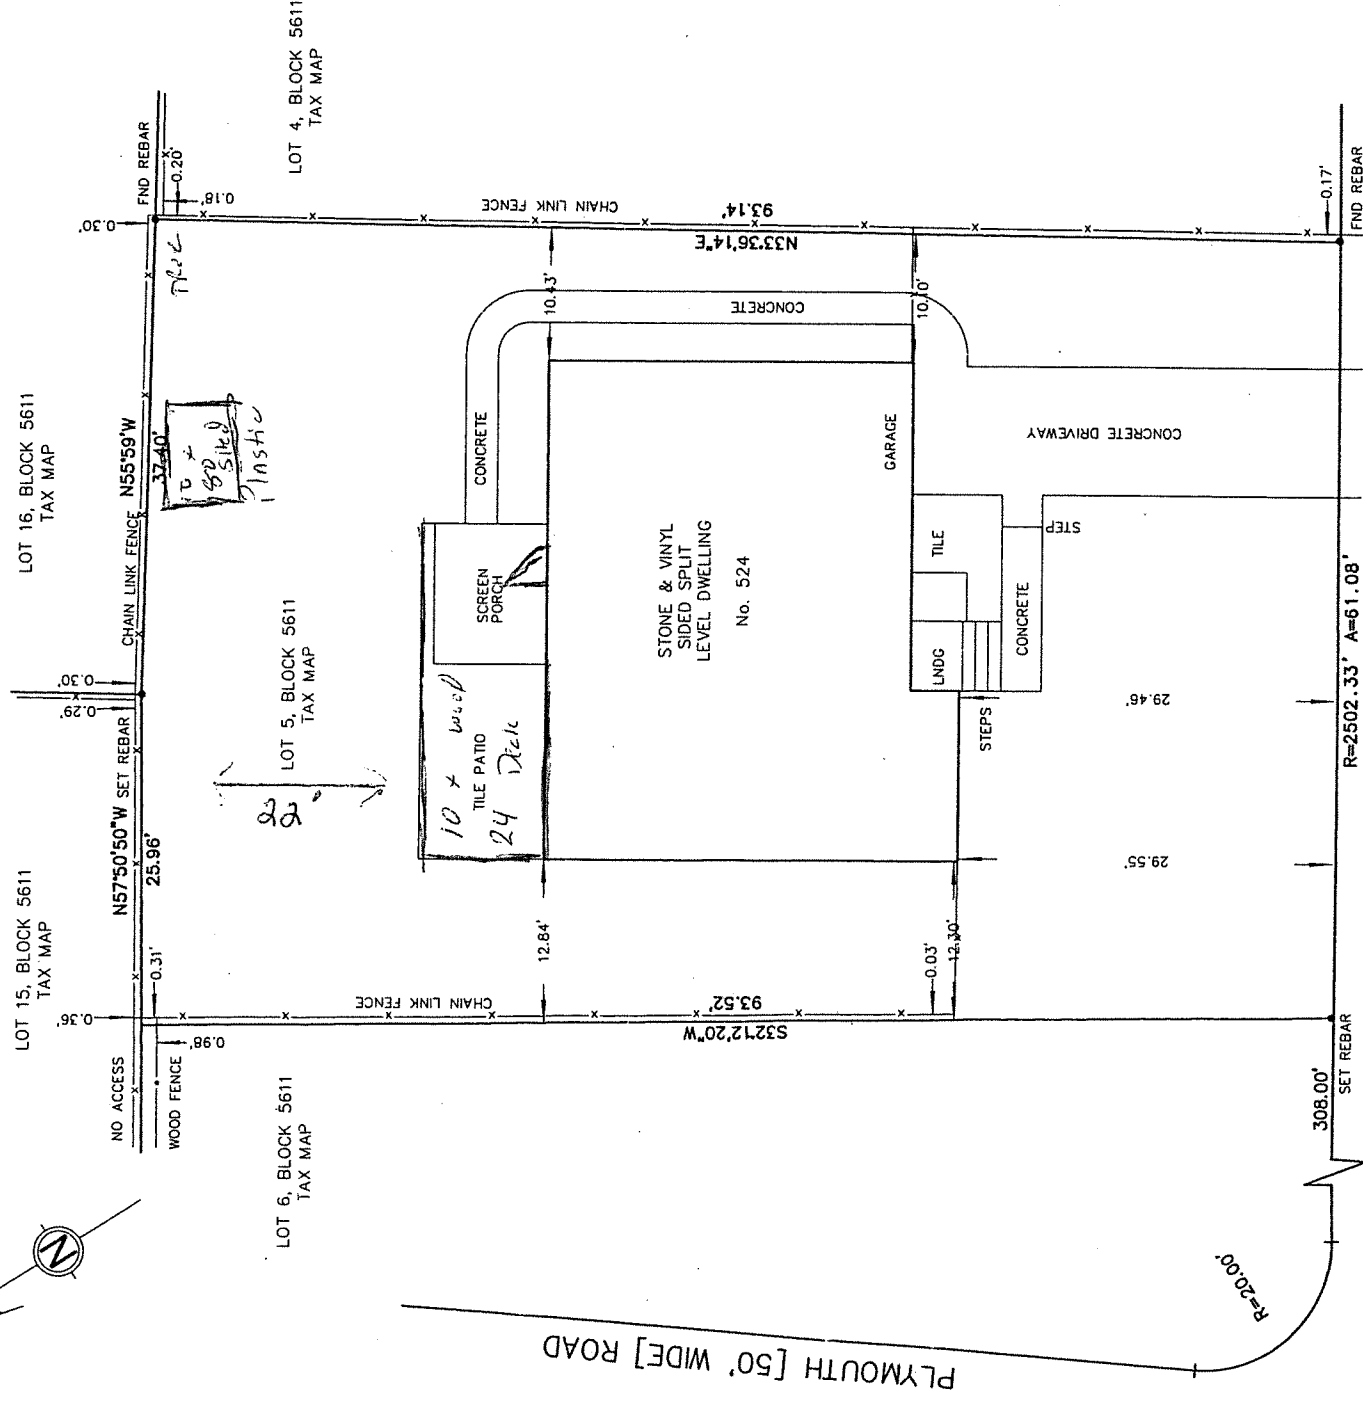 LOT 4, BLOCK 5611
TAX MAP
FND REBAR
0.20'
0.18'
0.30'
CHAIN LINK FENCE
93.14'
N33°36'14"E
0.17'
FND REBAR
LOT 16, BLOCK 5611
TAX MAP
N55°59'W
37.40'
CHAIN LINK FENCE
10 x
Shed
Plastic
10.43'
10.10'
CONCRETE
CONCRETE
CONCRETE DRIVEWAY
GARAGE
SCREEN
PORCH
STONE & VINYL
SIDED SPLIT
LEVEL DWELLING
No. 524
TILE
STEP
CONCRETE
LNDG
STEPS
29.46'
R=2502.33' A=61.08'
0.30'
0.29'
SET REBAR
N57°50'50"W
25.96'
LOT 5, BLOCK 5611
TAX MAP
22'
10 x wood
TILE PATIO
24 Deck
29.55'
LOT 15, BLOCK 5611
TAX MAP
0.31'
0.36'
0.98'
12.84'
0.03'
12.30'
CHAIN LINK FENCE
93.52'
S32°12'20"W
NO ACCESS
WOOD FENCE
LOT 6, BLOCK 5611
TAX MAP
SET REBAR
308.00'
N
R=20.00'
PLYMOUTH [50' WIDE] ROAD